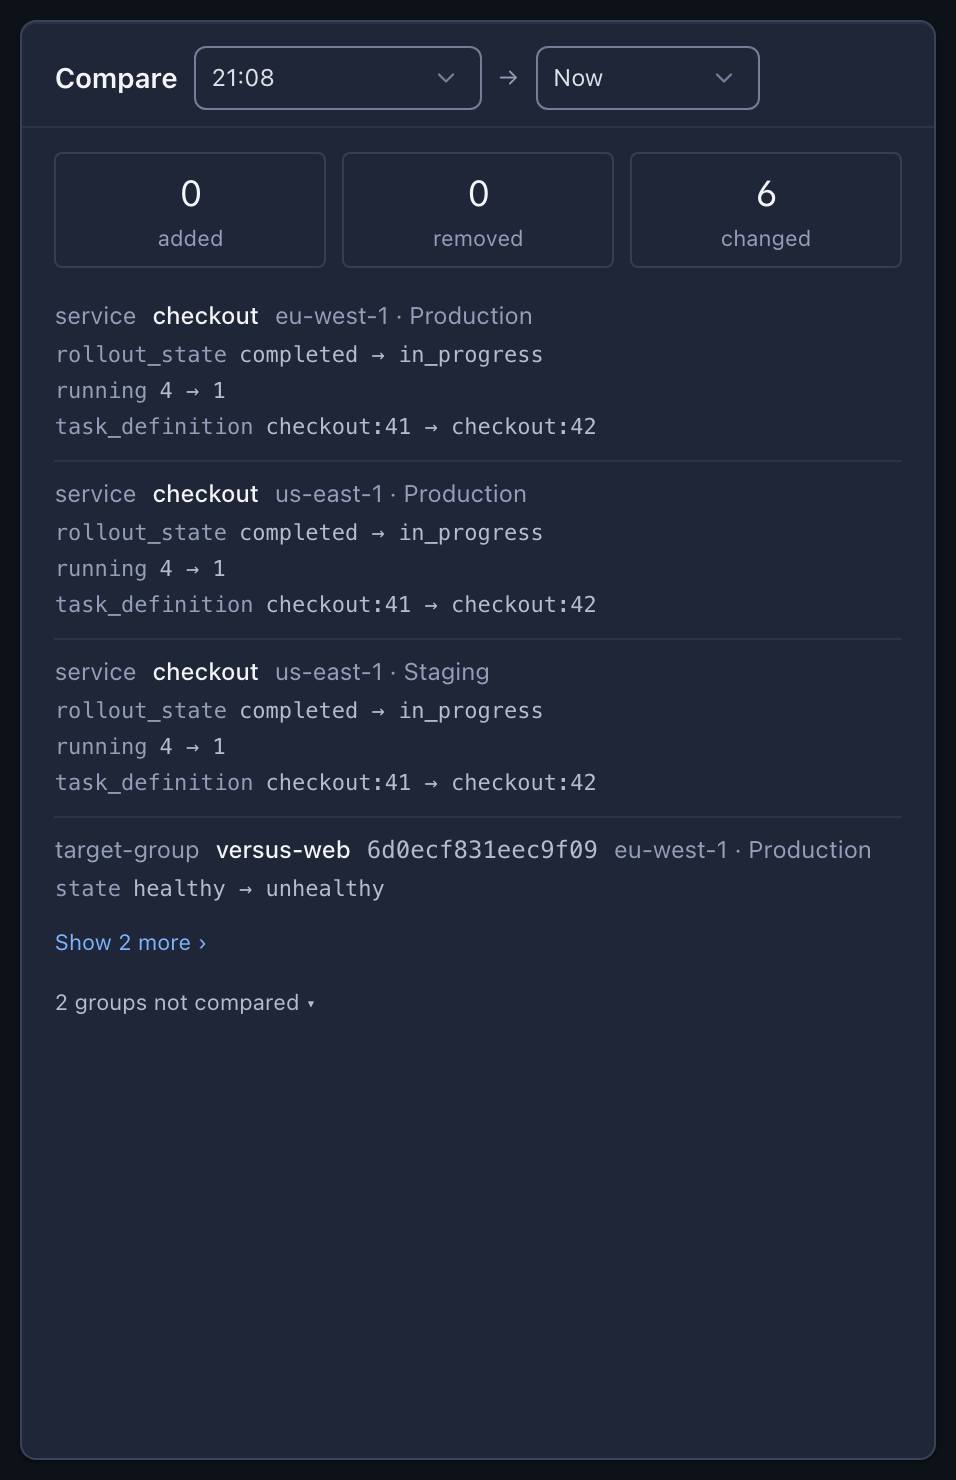 Compare 21:08 → Now
0 0 6
added removed changed
service checkout eu-west-1 · Production
rollout_state completed → in_progress
running 4 → 1
task_definition checkout:41 → checkout:42
service checkout us-east-1 · Production
rollout_state completed → in_progress
running 4 → 1
task_definition checkout:41 → checkout:42
service checkout us-east-1 · Staging
rollout_state completed → in_progress
running 4 → 1
task_definition checkout:41 → checkout:42
target-group versus-web 6d0ecf831eec9f09 eu-west-1 · Production
state healthy → unhealthy
Show 2 more ›
2 groups not compared ▾